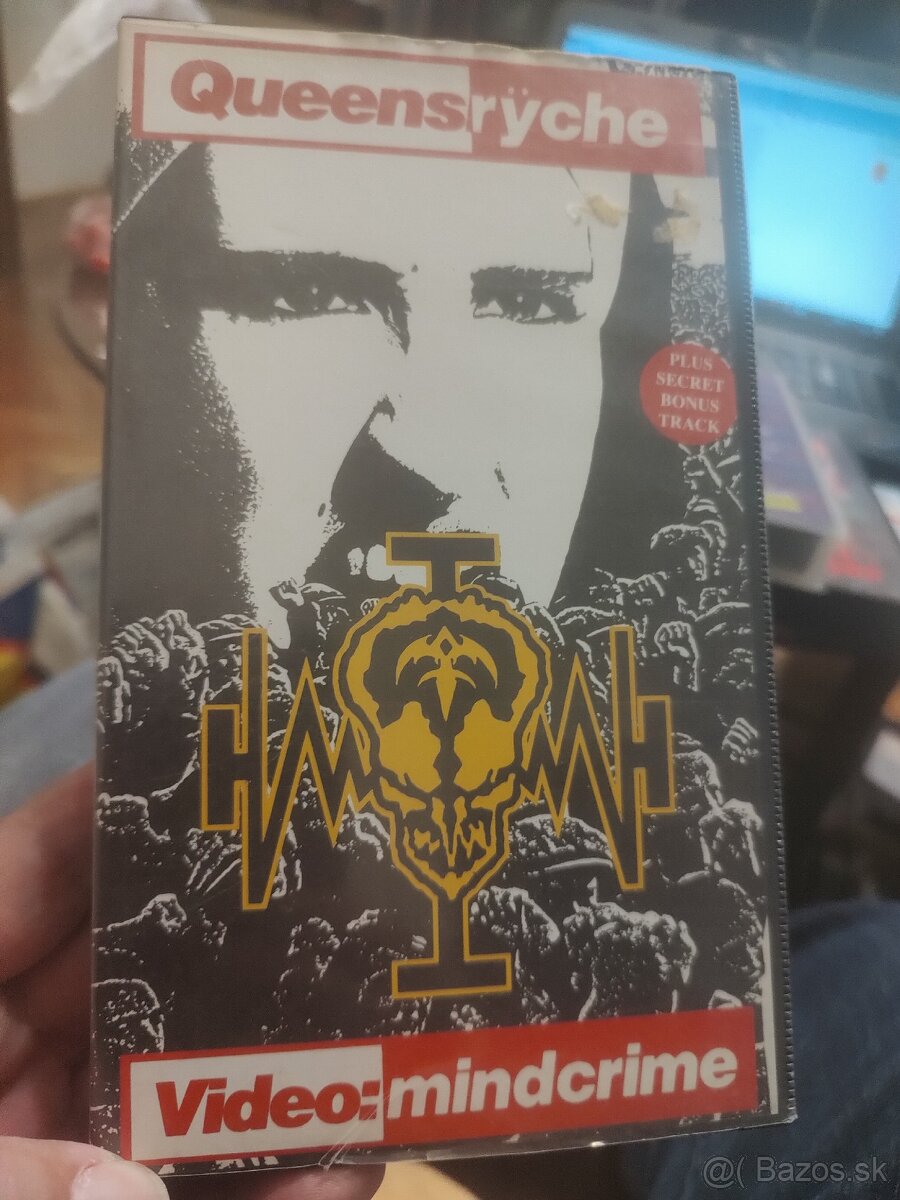 Queensrÿche
PLUS
SECRET
BONUS
TRACK
Video:mindcrime
@( Bazos.sk